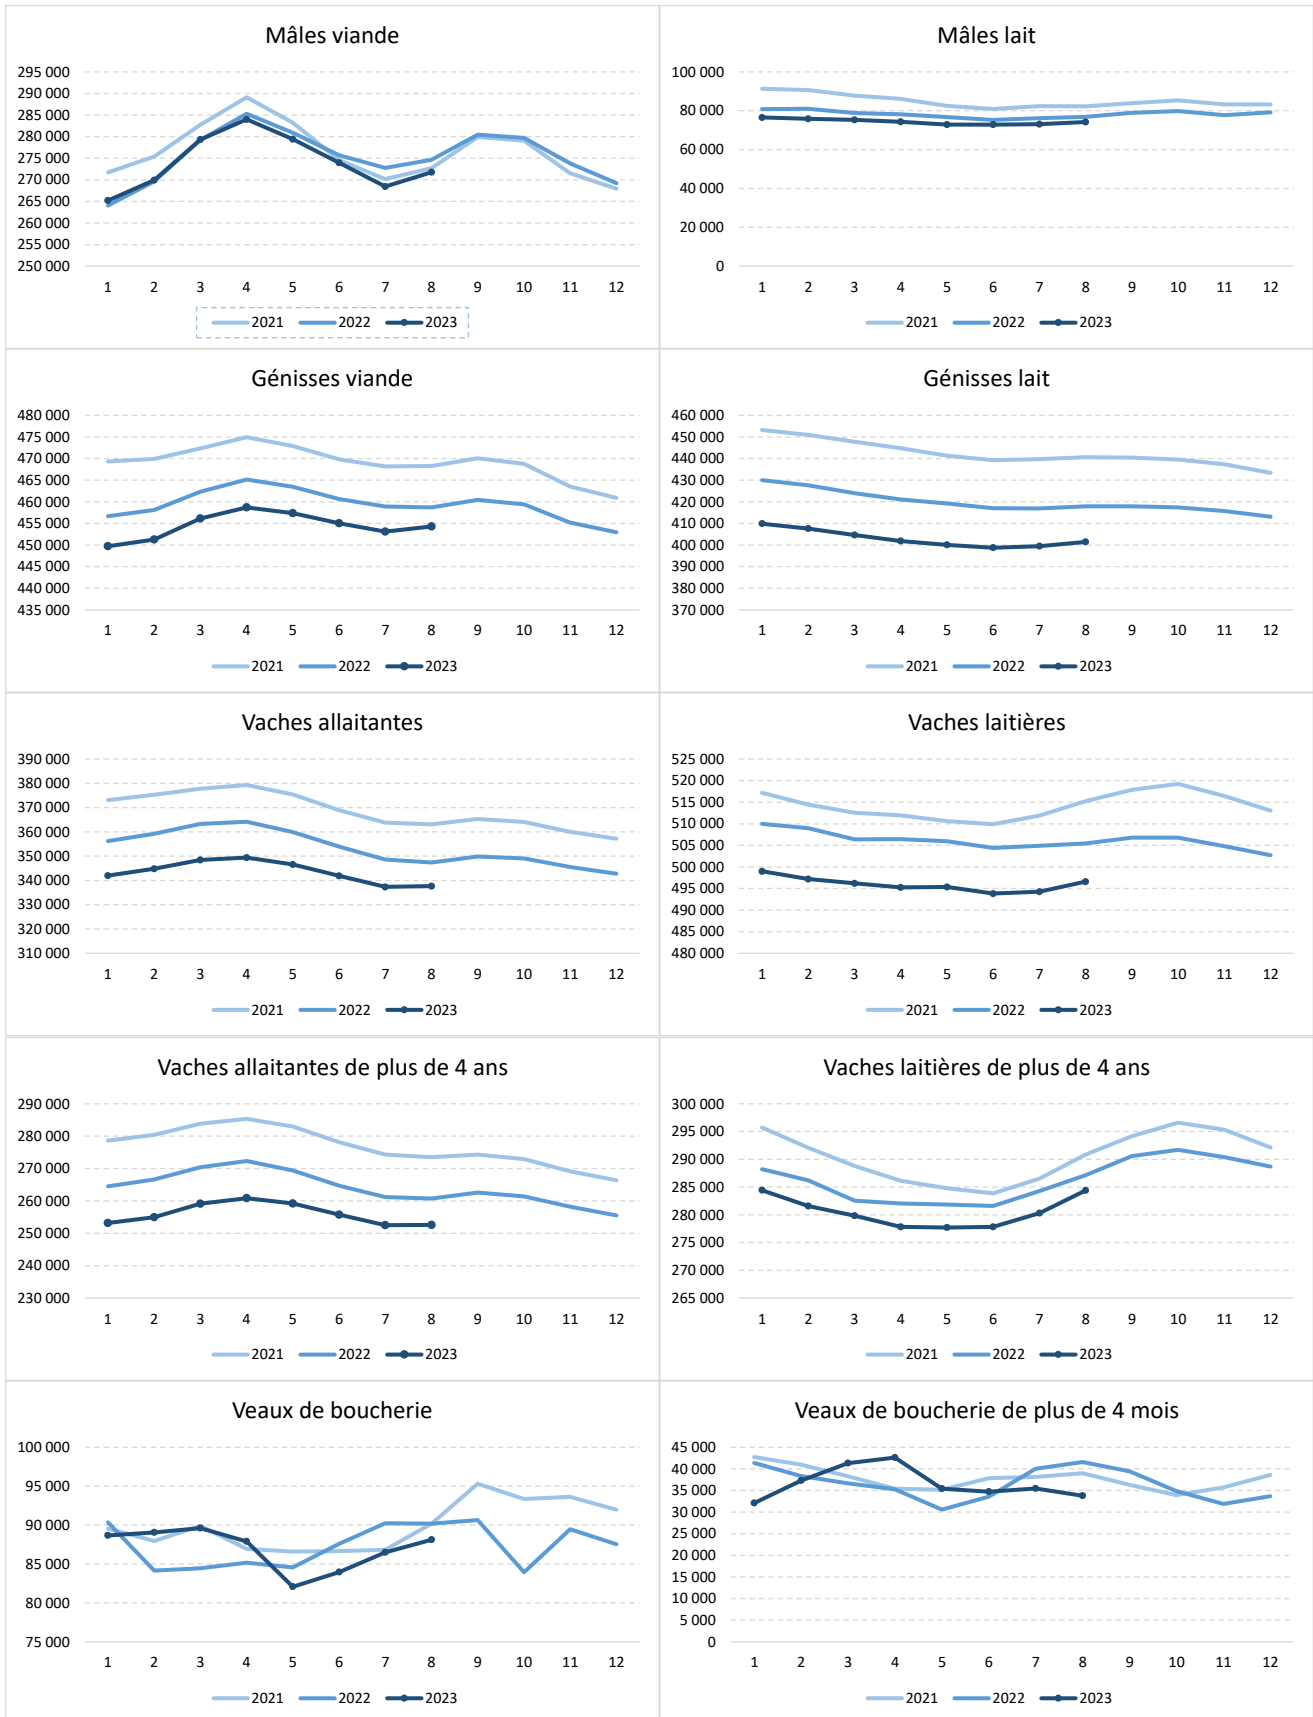 Mâles viande
295 000
290 000
285 000
280 000
275 000
270 000
265 000
260 000
255 000
250 000
1 2 3 4 5 6 7 8 9 10 11 12
2021 2022 2023
Mâles lait
100 000
80 000
60 000
40 000
20 000
0
1 2 3 4 5 6 7 8 9 10 11 12
2021 2022 2023
Génisses viande
480 000
475 000
470 000
465 000
460 000
455 000
450 000
445 000
440 000
435 000
1 2 3 4 5 6 7 8 9 10 11 12
2021 2022 2023
Génisses lait
460 000
450 000
440 000
430 000
420 000
410 000
400 000
390 000
380 000
370 000
1 2 3 4 5 6 7 8 9 10 11 12
2021 2022 2023
Vaches allaitantes
390 000
380 000
370 000
360 000
350 000
340 000
330 000
320 000
310 000
1 2 3 4 5 6 7 8 9 10 11 12
2021 2022 2023
Vaches laitières
525 000
520 000
515 000
510 000
505 000
500 000
495 000
490 000
485 000
480 000
1 2 3 4 5 6 7 8 9 10 11 12
2021 2022 2023
Vaches allaitantes de plus de 4 ans
290 000
280 000
270 000
260 000
250 000
240 000
230 000
1 2 3 4 5 6 7 8 9 10 11 12
2021 2022 2023
Vaches laitières de plus de 4 ans
300 000
295 000
290 000
285 000
280 000
275 000
270 000
265 000
1 2 3 4 5 6 7 8 9 10 11 12
2021 2022 2023
Veaux de boucherie
100 000
95 000
90 000
85 000
80 000
75 000
1 2 3 4 5 6 7 8 9 10 11 12
2021 2022 2023
Veaux de boucherie de plus de 4 mois
45 000
40 000
35 000
30 000
25 000
20 000
15 000
10 000
5 000
0
1 2 3 4 5 6 7 8 9 10 11 12
2021 2022 2023